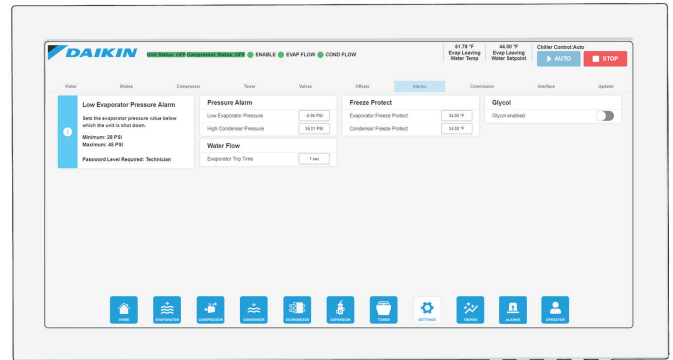 DAIKIN
Unit Status: OFF Compressor Status: OFF ENABLE EVAP FLOW COND FLOW
61.78 °F
Evap Leaving
Water Temp
44.00 °F
Evap Leaving
Water Setpoint
Chiller Control:Auto
AUTO
STOP
Water Modes Compressor Tower Valves Offsets Alarms Commission Interface Updater
Low Evaporator Pressure Alarm
Sets the evaporator pressure value below
which the unit is shut down.
Minimum: 28 PSI
Maximum: 45 PSI
Password Level Required: Technician
Pressure Alarm
Low Evaporator Pressure
High Condenser Pressure
Water Flow
Evaporator Trip Time 1 sec
Freeze Protect
Evaporator Freeze Protect 34.00 °F
Condenser Freeze Protect 34.00 °F
Glycol
Glycol enabled
HOME EVAPORATOR COMPRESSOR CONDENSER ECONOMIZER EXPANSION TOWER SETTINGS TRENDS ALARMS OPERATOR